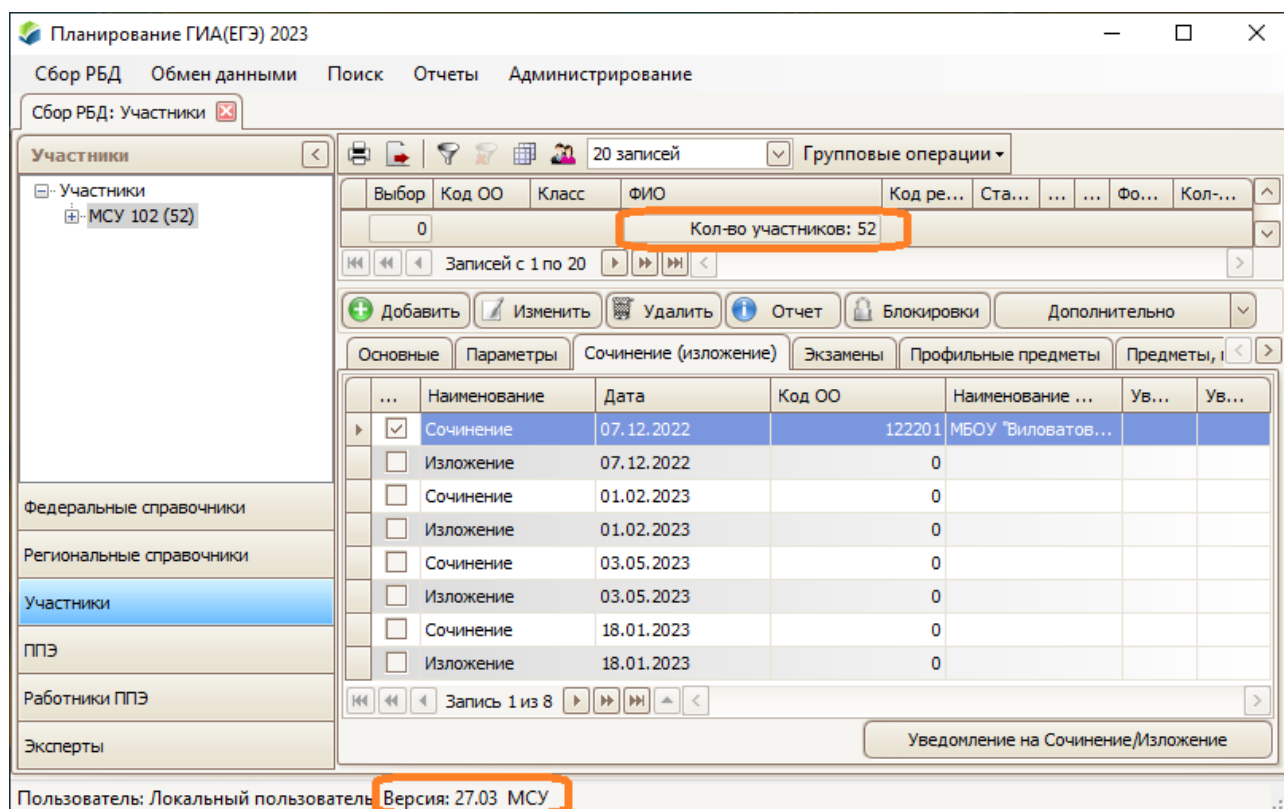 Планирование ГИА(ЕГЭ) 2023
Сбор РБД Обмен данными Поиск Отчеты Администрирование
Сбор РБД: Участники
Участники
20 записей Групповые операции
Участники
МСУ 102 (52)
Выбор Код ОО Класс ФИО Код ре... Ста... ... ... Фо... Кол-...
0 Кол-во участников: 52
Записей с 1 по 20
Добавить Изменить Удалить Отчет Блокировки Дополнительно
Основные Параметры Сочинение (изложение) Экзамены Профильные предметы Предметы,
... Наименование Дата Код ОО Наименование ... Ув... Ув...
Сочинение 07.12.2022 122201 МБОУ "Виловатов...
Изложение 07.12.2022 0
Сочинение 01.02.2023 0
Изложение 01.02.2023 0
Сочинение 03.05.2023 0
Изложение 03.05.2023 0
Сочинение 18.01.2023 0
Изложение 18.01.2023 0
Запись 1 из 8
Уведомление на Сочинение/Изложение
Федеральные справочники
Региональные справочники
Участники
ППЭ
Работники ППЭ
Эксперты
Пользователь: Локальный пользователь Версия: 27.03 МСУ